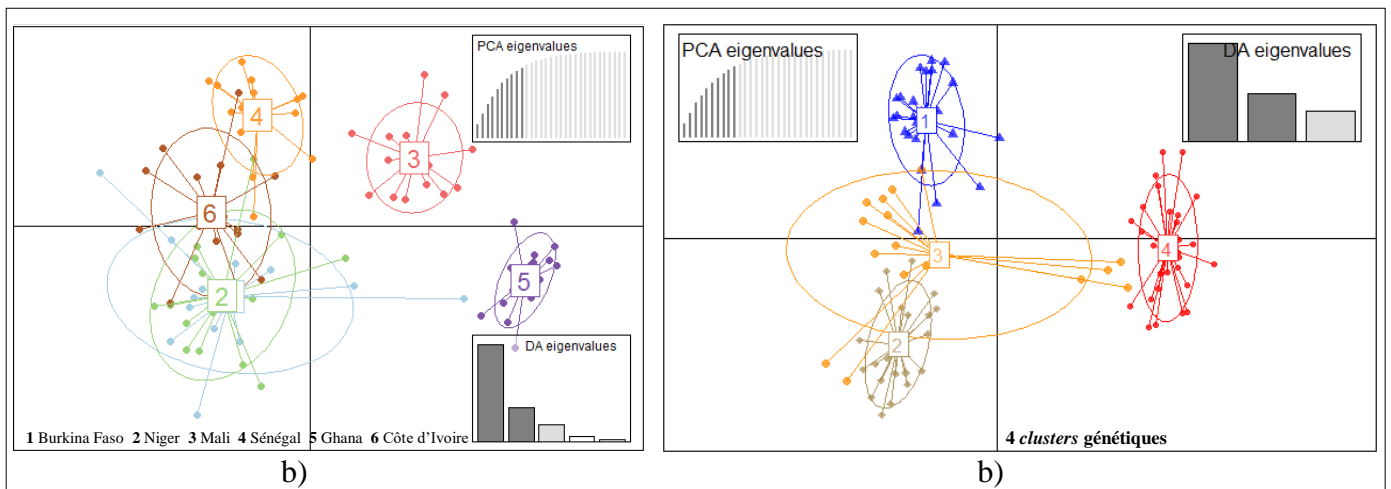 PCA eigenvalues
4
3
6
5
2
DA eigenvalues
1 Burkina Faso 2 Niger 3 Mali 4 Sénégal 5 Ghana 6 Côte d'Ivoire
b)
PCA eigenvalues
DA eigenvalues
1
4
3
2
4 clusters génétiques
b)